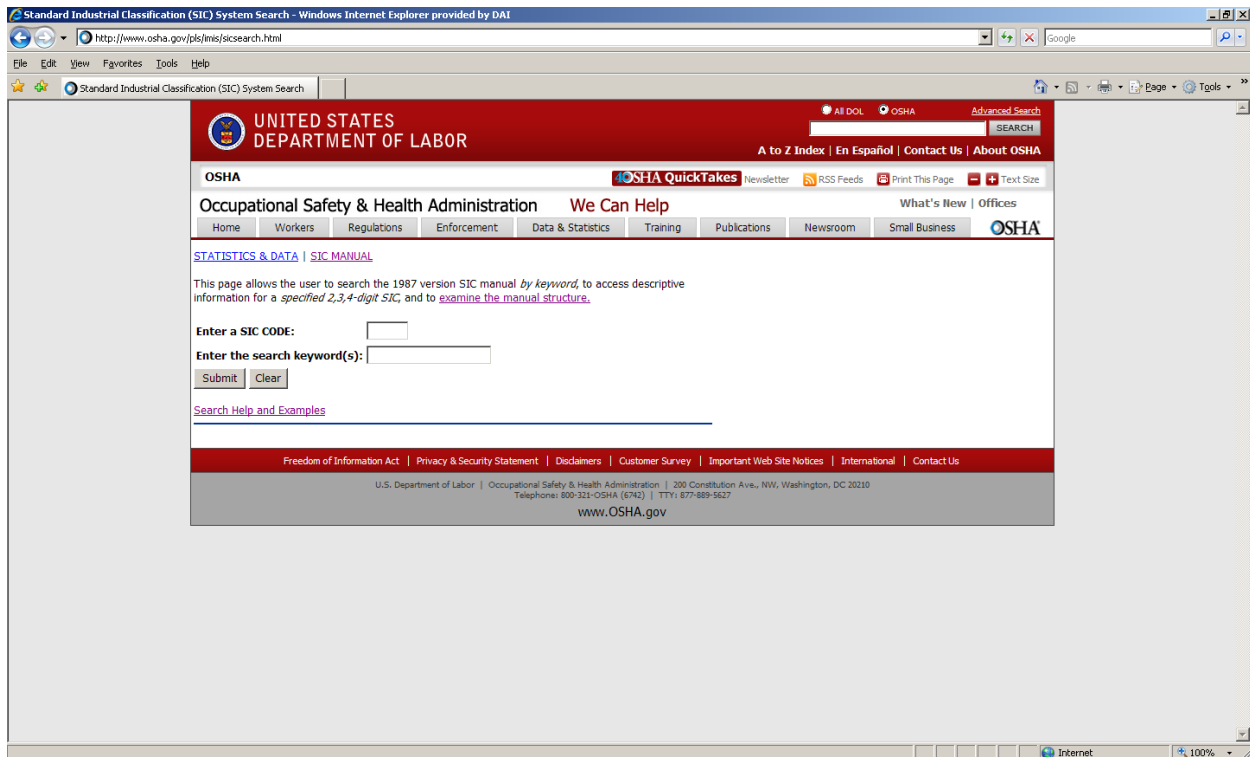 Standard Industrial Classification (SIC) System Search - Windows Internet Explorer provided by DAI
http://www.osha.gov/pls/imis/sicsearch.html
Google
File Edit View Favorites Tools Help
Standard Industrial Classification (SIC) System Search
Page Tools
UNITED STATES
DEPARTMENT OF LABOR
All DOL OSHA Advanced Search
SEARCH
A to Z Index | En Español | Contact Us | About OSHA
OSHA
OSHA QuickTakes Newsletter RSS Feeds Print This Page Text Size
Occupational Safety & Health Administration We Can Help
What's New | Offices
Home Workers Regulations Enforcement Data & Statistics Training Publications Newsroom Small Business OSHA
STATISTICS & DATA | SIC MANUAL
This page allows the user to search the 1987 version SIC manual by keyword, to access descriptive
information for a specified 2,3,4-digit SIC, and to examine the manual structure.
Enter a SIC CODE:
Enter the search keyword(s):
Submit Clear
Search Help and Examples
Freedom of Information Act | Privacy & Security Statement | Disclaimers | Customer Survey | Important Web Site Notices | International | Contact Us
U.S. Department of Labor | Occupational Safety & Health Administration | 200 Constitution Ave., NW, Washington, DC 20210
Telephone: 800-321-OSHA (6742) | TTY: 877-889-5627
www.OSHA.gov
Internet 100%